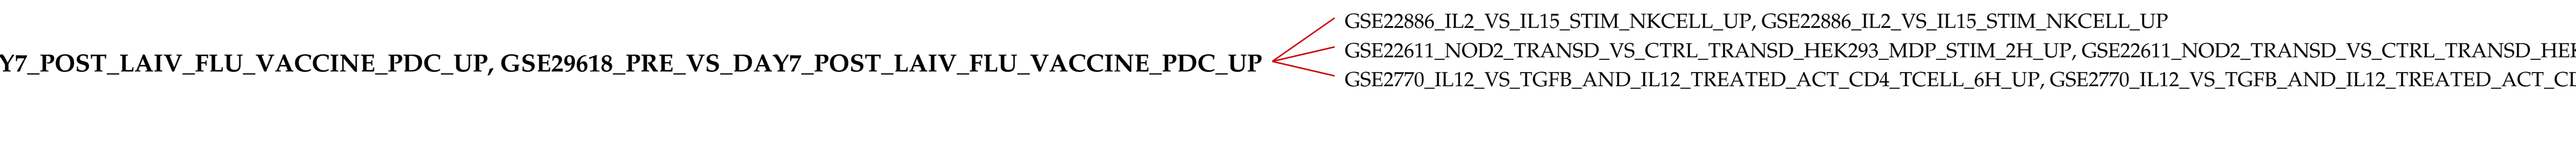 Y7_POST_LAIV_FLU_VACCINE_PDC_UP, GSE29618_PRE_VS_DAY7_POST_LAIV_FLU_VACCINE_PDC_UP
GSE22886_IL2_VS_IL15_STIM_NKCELL_UP, GSE22886_IL2_VS_IL15_STIM_NKCELL_UP
GSE22611_NOD2_TRANSD_VS_CTRL_TRANSD_HEK293_MDP_STIM_2H_UP, GSE22611_NOD2_TRANSD_VS_CTRL_TRANSD_HEK
GSE2770_IL12_VS_TGFB_AND_IL12_TREATED_ACT_CD4_TCELL_6H_UP, GSE2770_IL12_VS_TGFB_AND_IL12_TREATED_ACT_CD